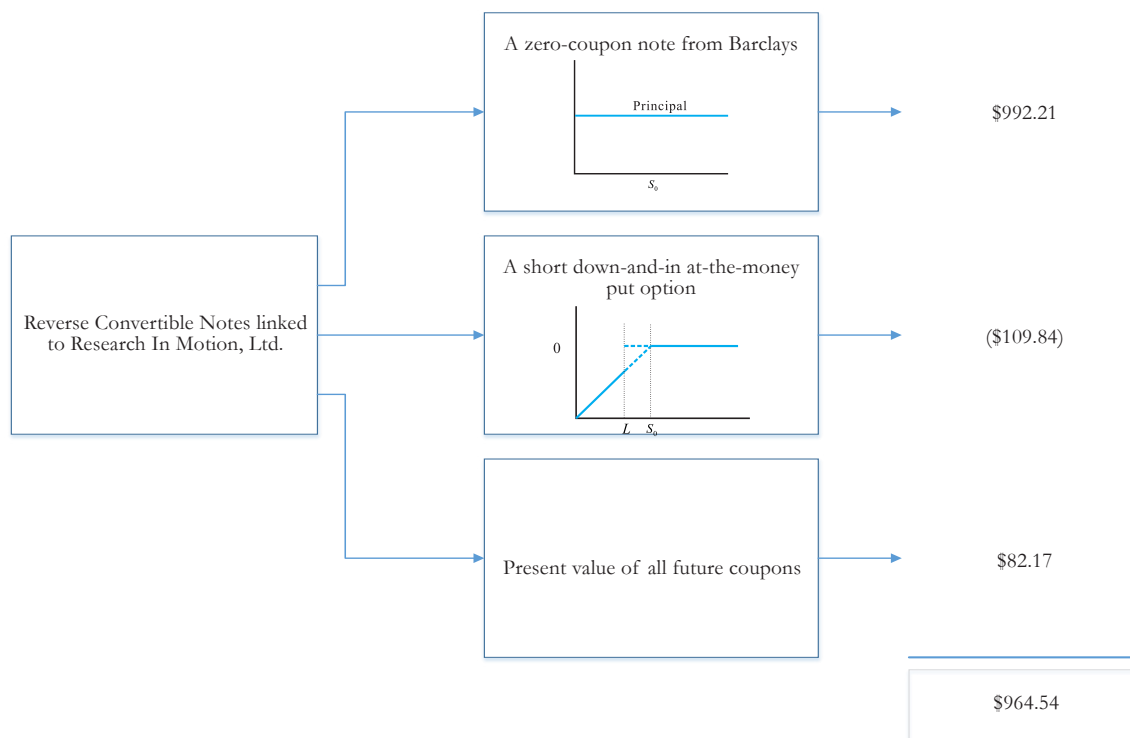 A zero-coupon note from Barclays
Principal
S₀
$992.21
Reverse Convertible Notes linked
to Research In Motion, Ltd.
A short down-and-in at-the-money
put option
0
L S₀
($109.84)
Present value of all future coupons
$82.17
$964.54